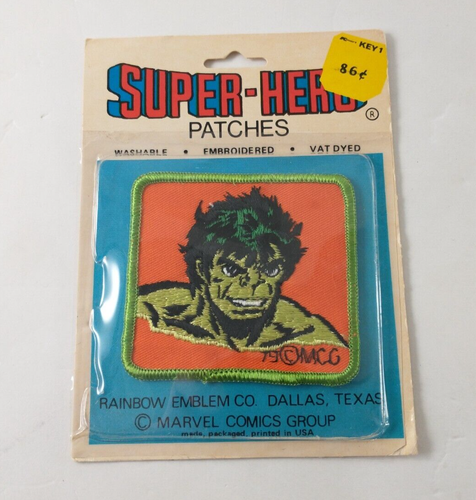 KEY 1
86¢
SUPER-HERO
®
PATCHES
WASHABLE • EMBROIDERED • VAT DYED
79©MCG
RAINBOW EMBLEM CO. DALLAS, TEXAS
© MARVEL COMICS GROUP
made, packaged, printed in USA